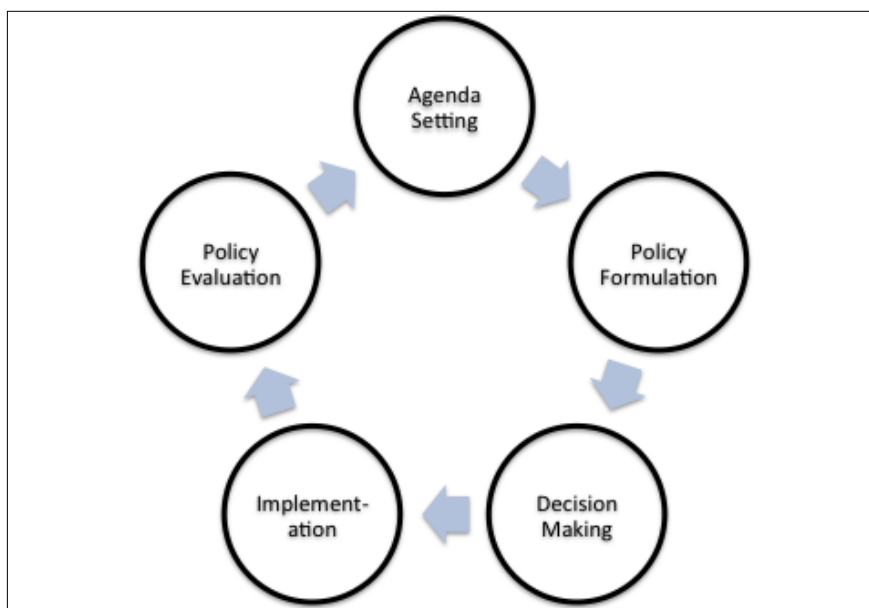 Agenda
Setting
Policy
Formulation
Decision
Making
Implement-
ation
Policy
Evaluation